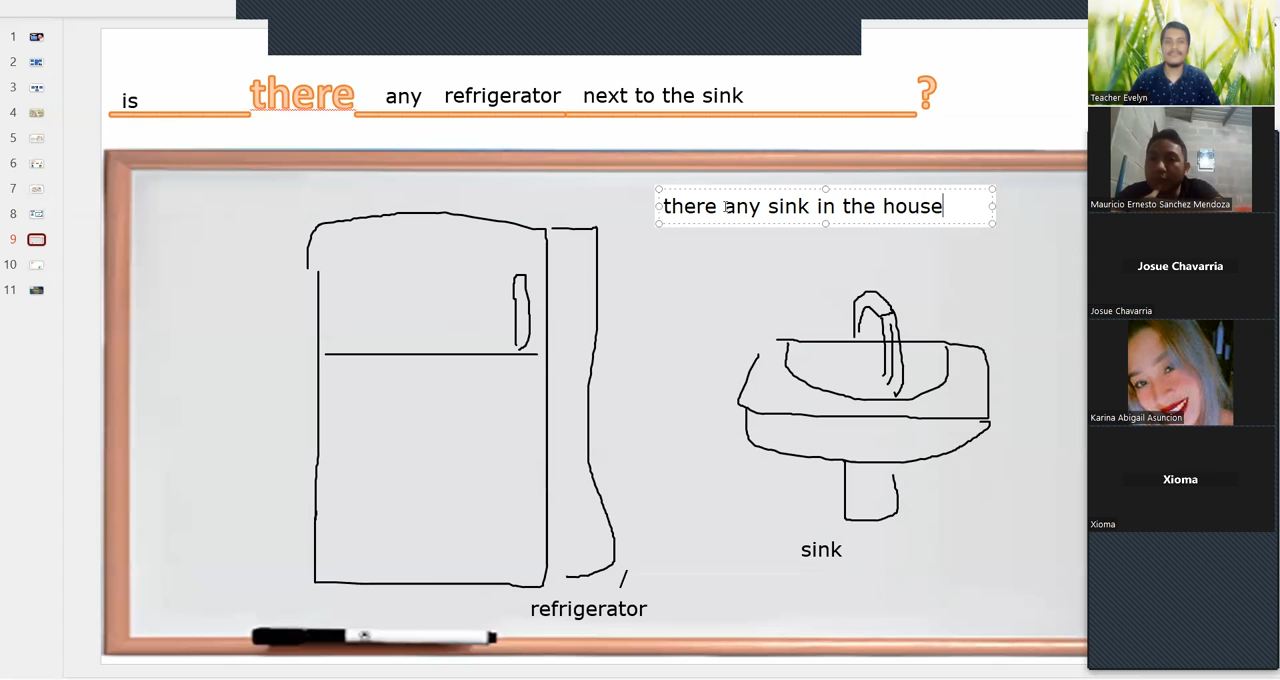 1
2
3
4
5
6
7
8
9
10
11
is there any refrigerator next to the sink ?
there any sink in the house
sink
/
refrigerator
Teacher Evelyn
Mauricio Ernesto Sanchez Mendoza
Josue Chavarria
Josue Chavarria
Karina Abigail Asuncion
Xioma
Xioma